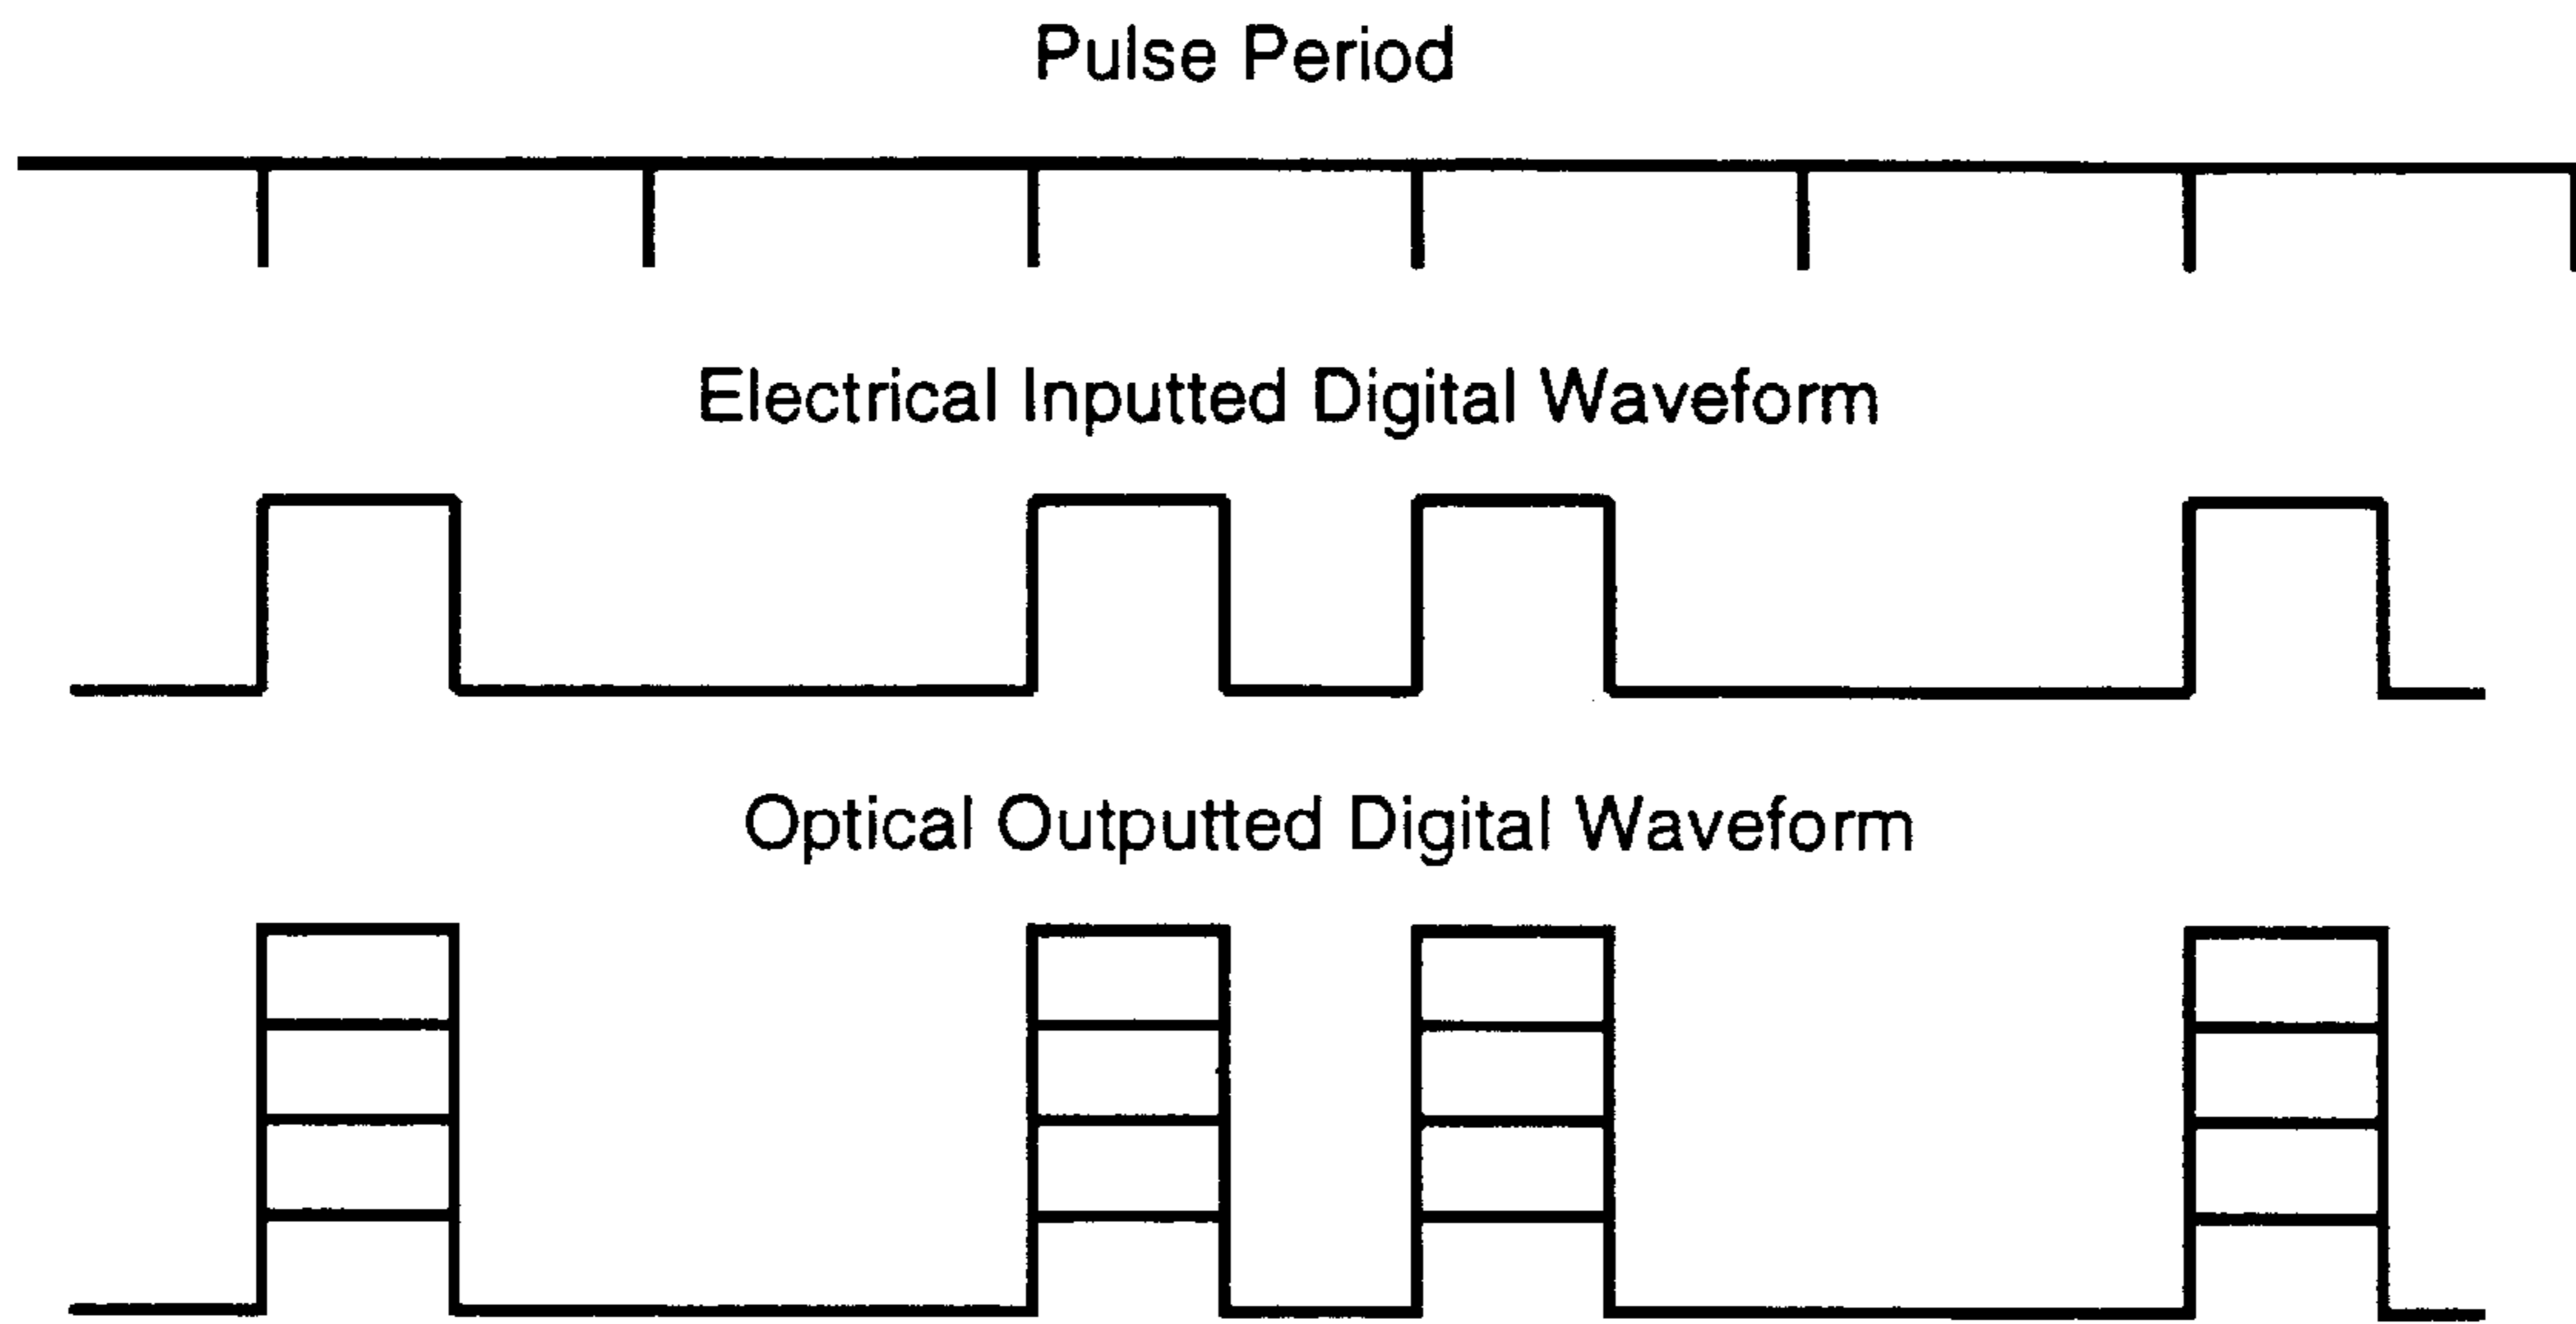 Pulse Period
Electrical Inputted Digital Waveform
Optical Outputted Digital Waveform